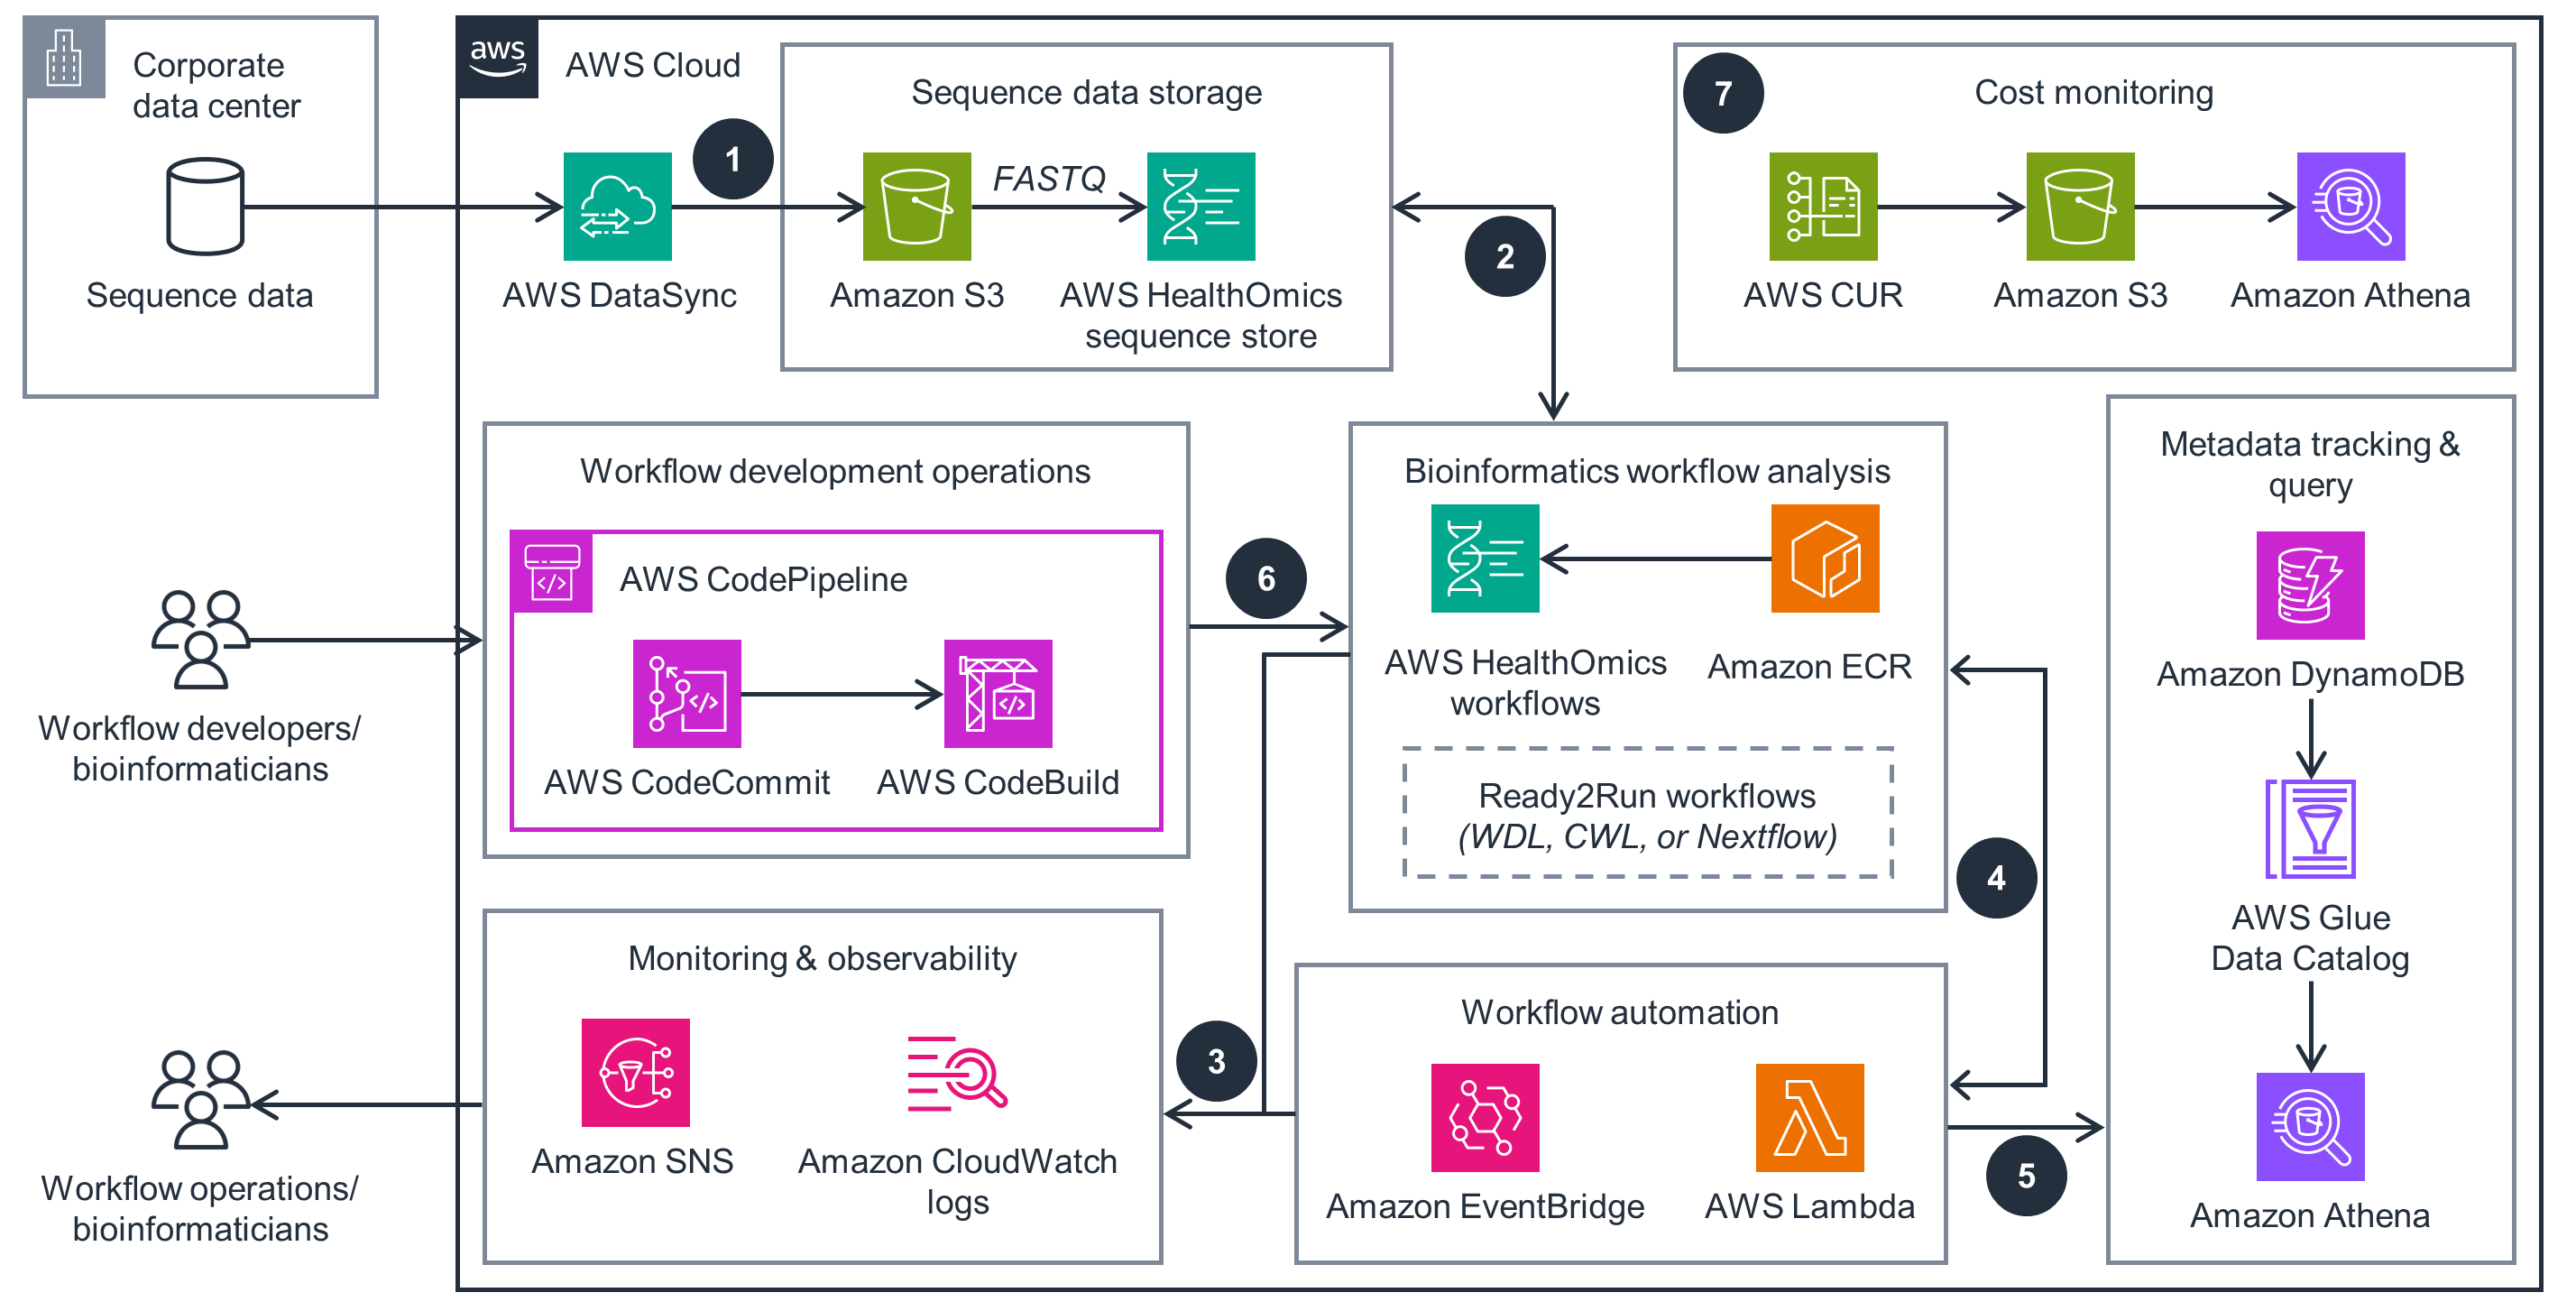 Corporate
data center
Sequence data
aws
AWS Cloud
AWS DataSync
1
Sequence data storage
Amazon S3
FASTQ
AWS HealthOmics
sequence store
2
7
Cost monitoring
AWS CUR
Amazon S3
Amazon Athena
Workflow developers/
bioinformaticians
Workflow development operations
AWS CodePipeline
AWS CodeCommit
AWS CodeBuild
6
Bioinformatics workflow analysis
AWS HealthOmics
workflows
Amazon ECR
Ready2Run workflows
(WDL, CWL, or Nextflow)
4
Metadata tracking &
query
Amazon DynamoDB
AWS Glue
Data Catalog
Amazon Athena
Workflow operations/
bioinformaticians
Monitoring & observability
Amazon SNS
Amazon CloudWatch
logs
3
Workflow automation
Amazon EventBridge
AWS Lambda
5